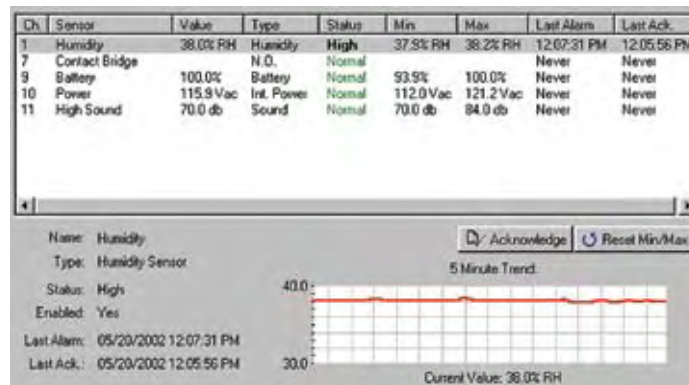 Ch. Sensor Value Type Status Min Max Last Alarm Last Ack.
1 Humidity 38.0% RH Humidity High 37.9% RH 38.2% RH 12:07:31 PM 12:05:56 PM
7 Contact Bridge N.O. Normal Never Never
9 Battery 100.0% Battery Normal 93.9% 100.0% Never Never
10 Power 115.9 Vac Int. Power Normal 112.0 Vac 121.2 Vac Never Never
11 High Sound 70.0 db Sound Normal 70.0 db 84.0 db Never Never
Name: Humidity
Acknowledge Reset Min/Max
Type: Humidity Sensor
5 Minute Trend:
Status: High
40.0
Enabled: Yes
Last Alarm: 05/20/2002 12:07:31 PM
Last Ack.: 05/20/2002 12:05:56 PM
30.0
Current Value: 38.0% RH